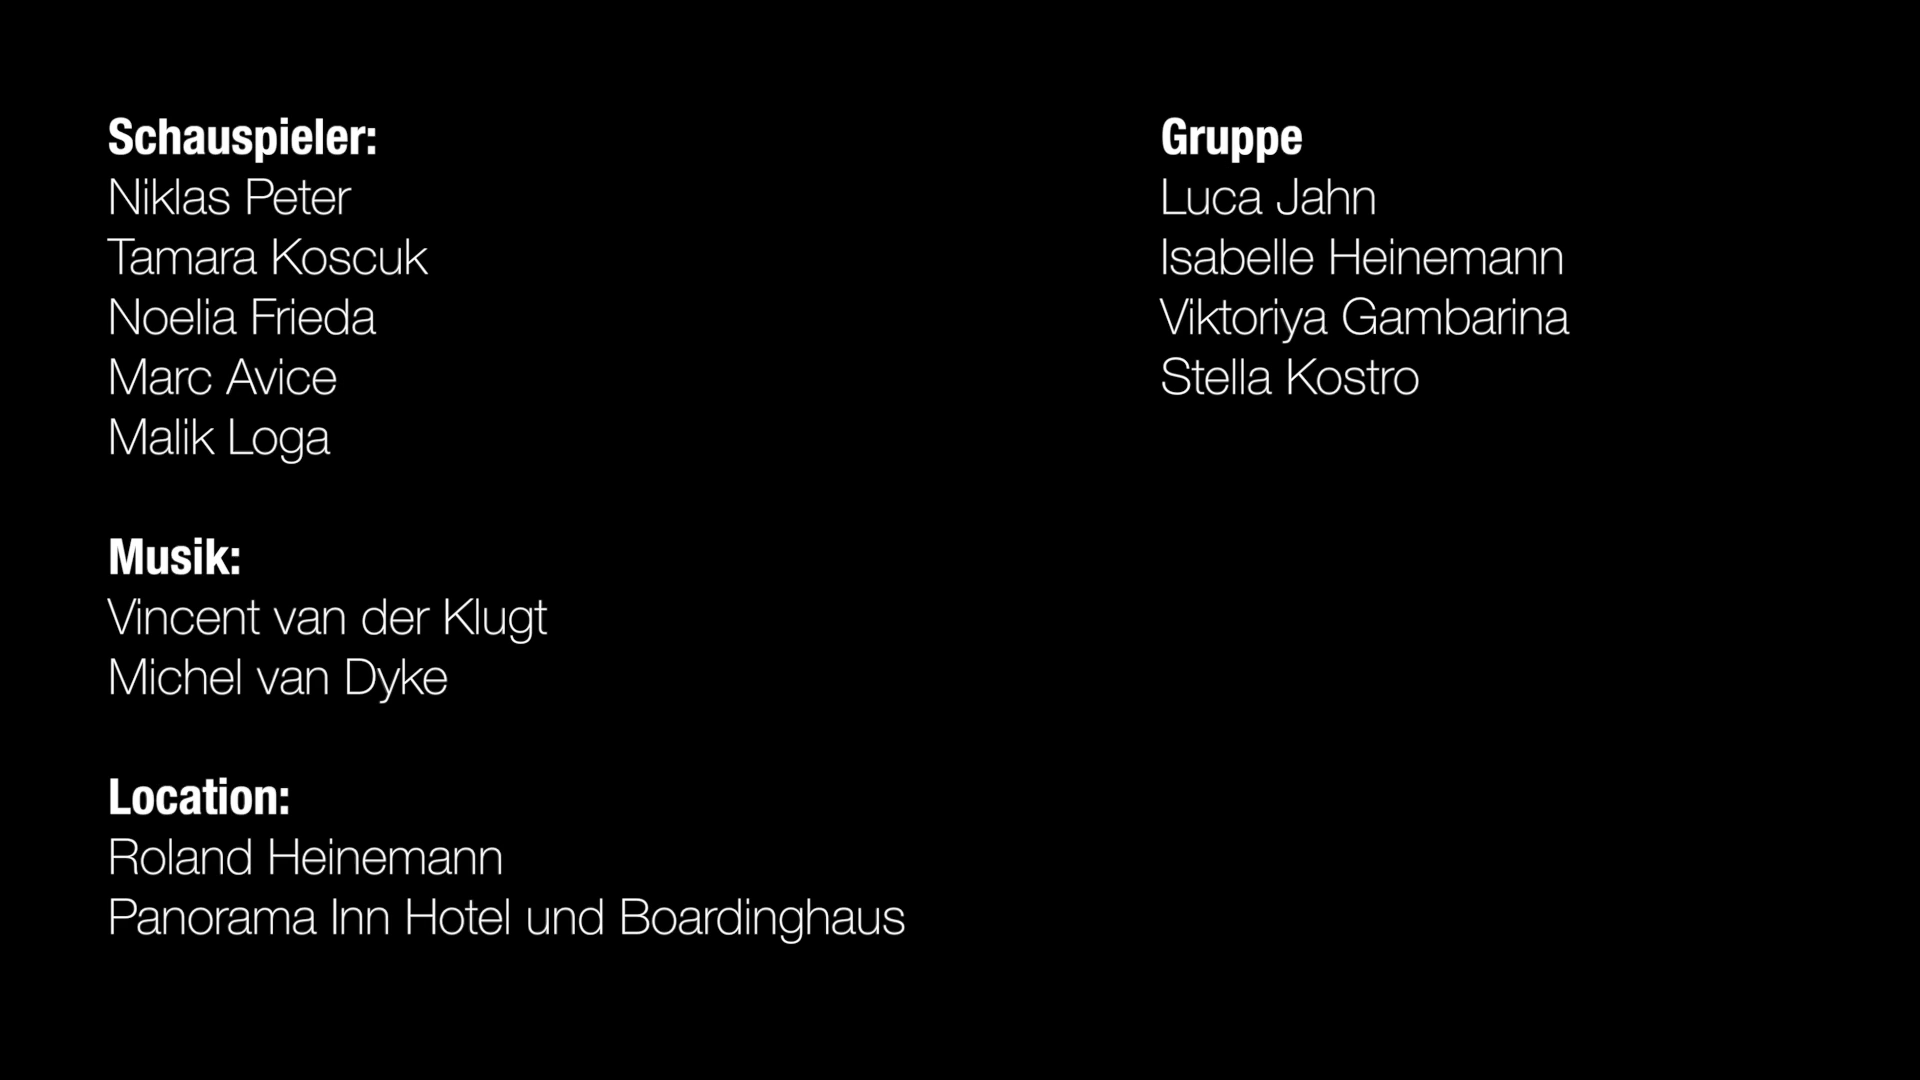 Schauspieler:
Niklas Peter
Tamara Koscuk
Noelia Frieda
Marc Avice
Malik Loga
Musik:
Vincent van der Klugt
Michel van Dyke
Location:
Roland Heinemann
Panorama Inn Hotel und Boardinghaus
Gruppe
Luca Jahn
Isabelle Heinemann
Viktoriya Gambarina
Stella Kostro